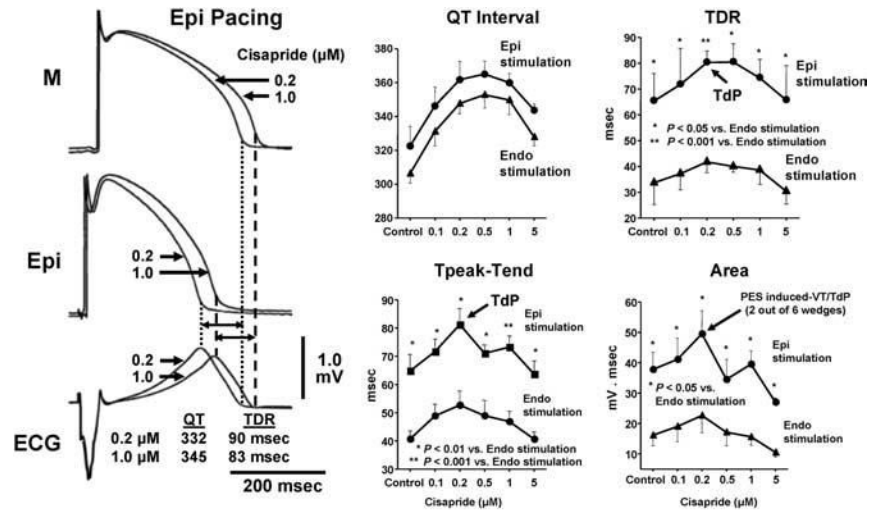 Epi Pacing
Cisapride (µM)
M
0.2
1.0
Epi
0.2
1.0
1.0
mV
0.2
1.0
ECG
QT TDR
0.2 µM 332 90 msec
1.0 µM 345 83 msec
200 msec
QT Interval
380
360
340
320
300
280
Epi
stimulation
Endo
stimulation
Control 0.1 0.2 0.5 1 5
TDR
msec
90
80
70
60
50
40
30
20
* * ** * * *
Epi
stimulation
TdP
* P < 0.05 vs. Endo stimulation
** P < 0.001 vs. Endo stimulation
Endo
stimulation
Control 0.1 0.2 0.5 1 5
Tpeak-Tend
msec
90
80
70
60
50
40
30
* * * * ** *
TdP
Epi
stimulation
Endo
stimulation
* P < 0.01 vs. Endo stimulation
** P < 0.001 vs. Endo stimulation
Control 0.1 0.2 0.5 1 5
Cisapride (µM)
Area
mV . msec
60
50
40
30
20
10
* * * * * *
PES induced-VT/TdP
(2 out of 6 wedges)
Epi
stimulation
* P < 0.05 vs.
Endo stimulation
Endo
stimulation
Control 0.1 0.2 0.5 1 5
Cisapride (µM)